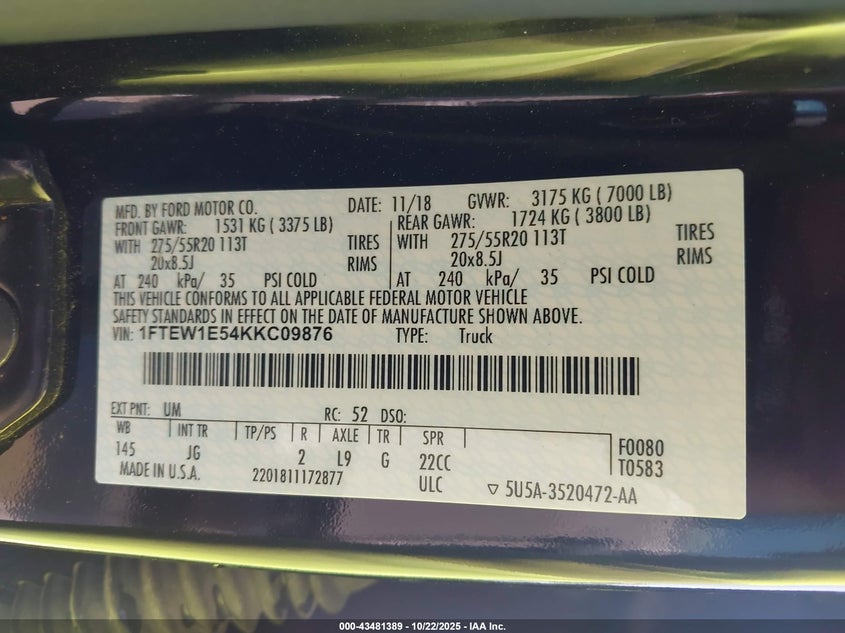 MFD. BY FORD MOTOR CO. DATE: 11/18 GVWR: 3175 KG ( 7000 LB)
FRONT GAWR: 1531 KG ( 3375 LB) REAR GAWR: 1724 KG ( 3800 LB)
WITH 275/55R20 113T TIRES WITH 275/55R20 113T TIRES
20x8.5J RIMS 20x8.5J RIMS
AT 240 kPa/ 35 PSI COLD AT 240 kPa/ 35 PSI COLD
THIS VEHICLE CONFORMS TO ALL APPLICABLE FEDERAL MOTOR VEHICLE
SAFETY STANDARDS IN EFFECT ON THE DATE OF MANUFACTURE SHOWN ABOVE.
VIN: 1FTEW1E54KKC09876 TYPE: Truck
EXT PNT: UM RC: 52 DSO:
WB INT TR TP/PS R AXLE TR SPR F0080
145 JG 2 L9 G 22CC T0583
MADE IN U.S.A. 2201811172877 ULC ▽ 5U5A-3520472-AA
000-43481389 - 10/22/2025 - IAA Inc.